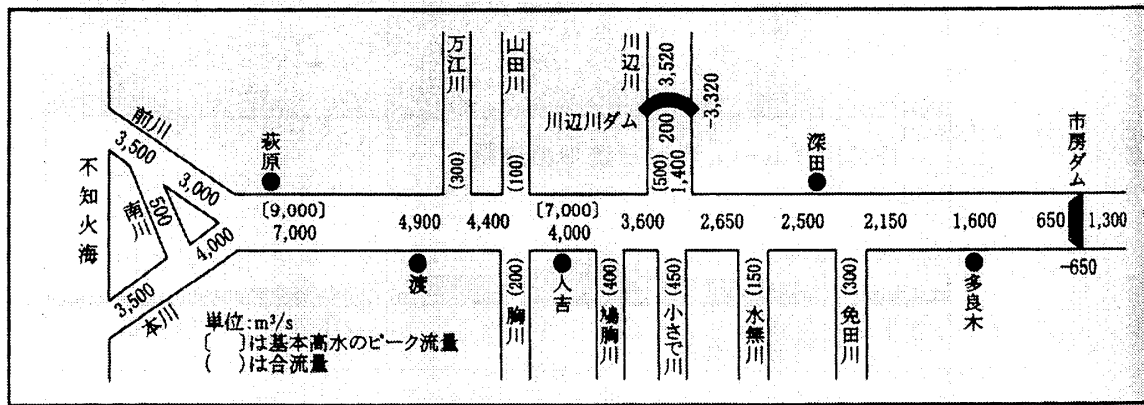 万江川
(300)
山田川
(100)
川辺川
3,520
川辺川ダム
200
-3,320
(500)
1,400
深田
市房ダム
前川
3,500
萩原
3,000
不知火海
南川
500
4,000
3,500
本川
〔9,000〕
7,000
4,900
4,400
〔7,000〕
4,000
3,600
2,650
2,500
2,150
1,600
650
1,300
-650
渡
(200)
胸川
人吉
(400)
鳩胸川
(450)
小さで川
(150)
水無川
(300)
免田川
多良木
単位:m³/s
〔 〕は基本高水のピーク流量
( )は合流量